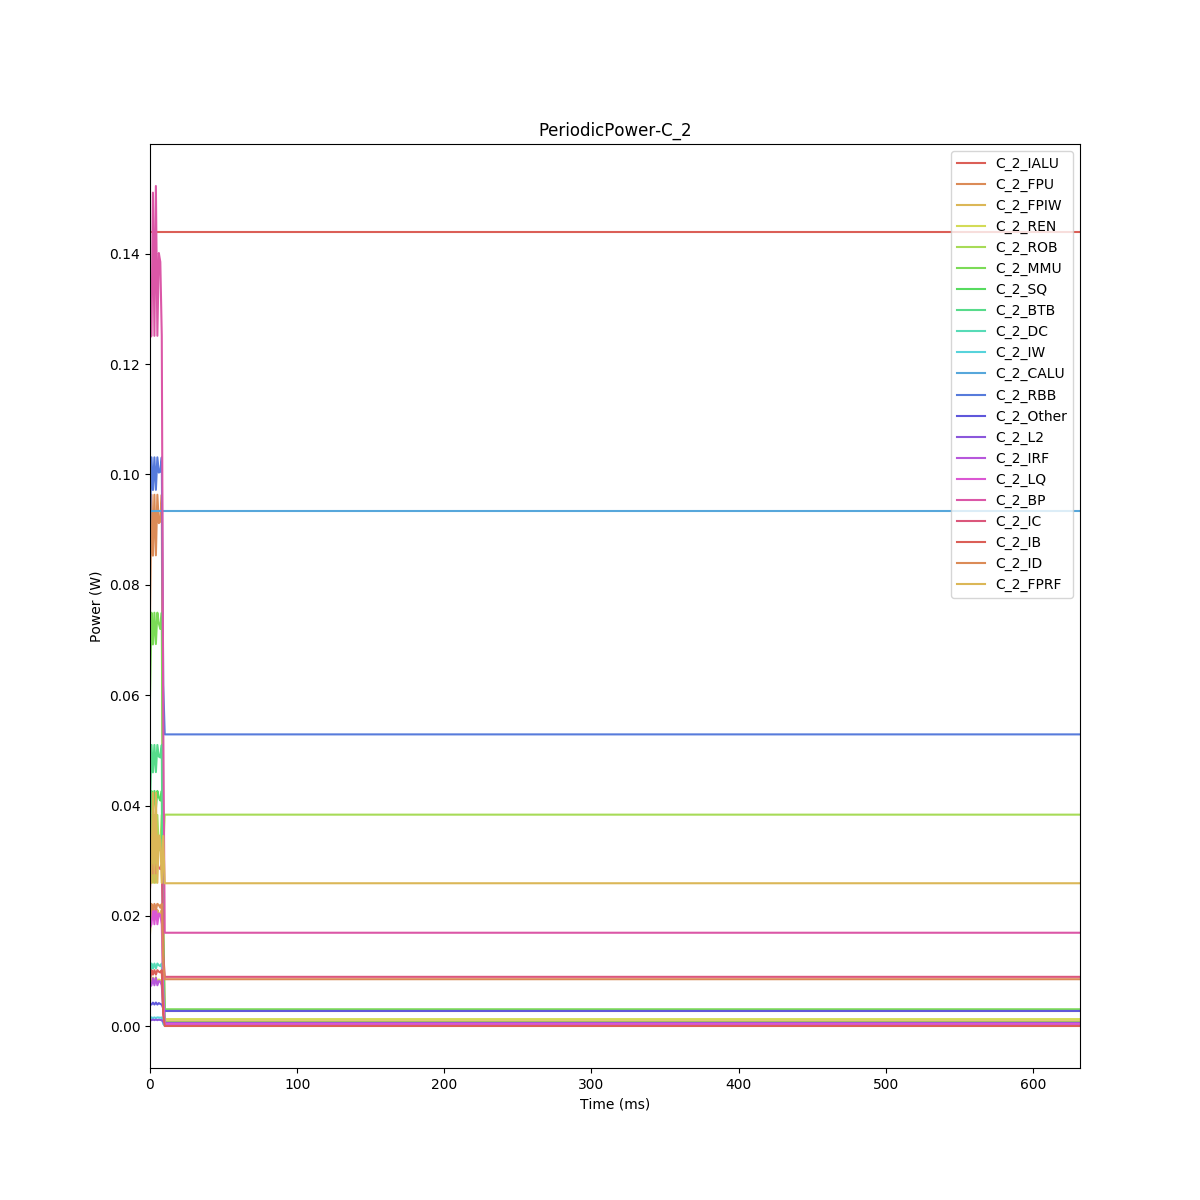 PeriodicPower-C_2
C_2_IALU
C_2_FPU
C_2_FPIW
C_2_REN
C_2_ROB
C_2_MMU
C_2_SQ
C_2_BTB
C_2_DC
C_2_IW
C_2_CALU
C_2_RBB
C_2_Other
C_2_L2
C_2_IRF
C_2_LQ
C_2_BP
C_2_IC
C_2_IB
C_2_ID
C_2_FPRF
0.14
0.12
0.10
0.08
0.06
0.04
0.02
0.00
Power (W)
0 100 200 300 400 500 600
Time (ms)